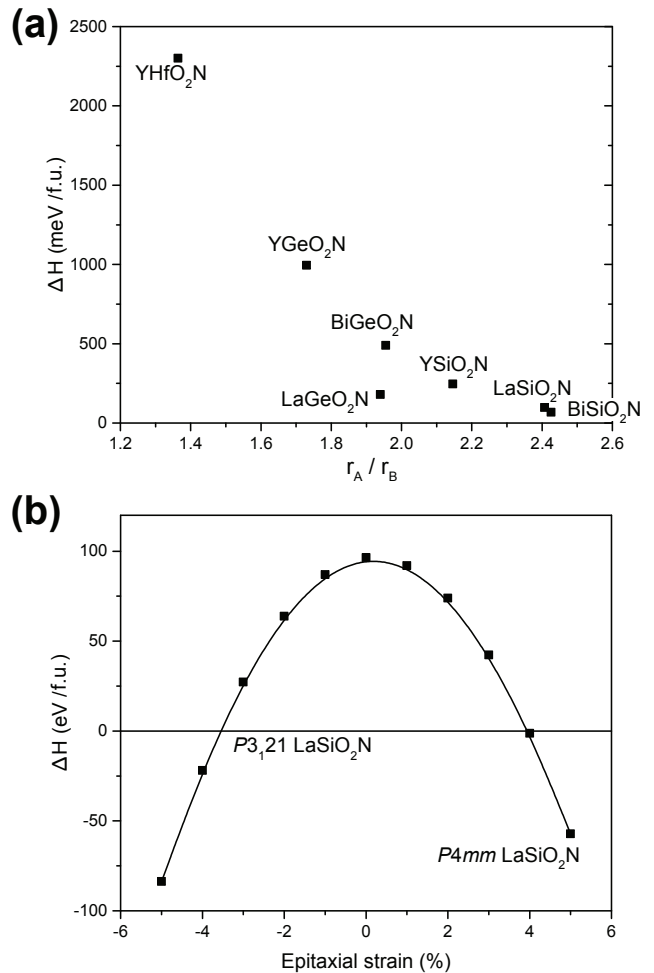 (a)
2500
2000
1500
1000
500
0
ΔH (meV /f.u.)
YHfO₂N
YGeO₂N
BiGeO₂N
YSiO₂N
LaGeO₂N
LaSiO₂N
BiSiO₂N
1.2 1.4 1.6 1.8 2.0 2.2 2.4 2.6
r_A / r_B
(b)
100
50
0
-50
-100
ΔH (eV /f.u.)
P3₁21 LaSiO₂N
P4mm LaSiO₂N
-6 -4 -2 0 2 4 6
Epitaxial strain (%)